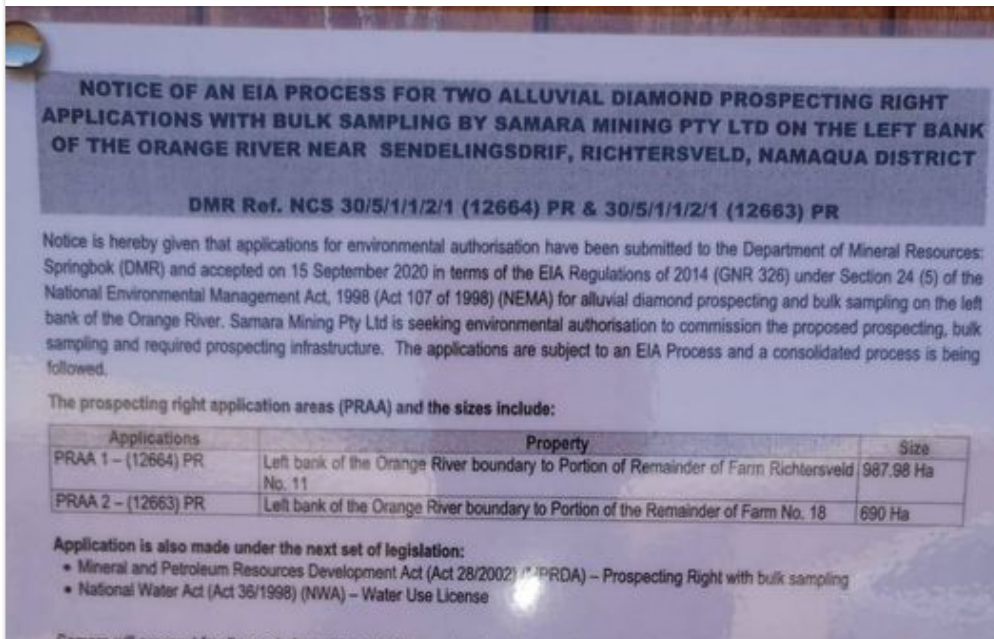 NOTICE OF AN EIA PROCESS FOR TWO ALLUVIAL DIAMOND PROSPECTING RIGHT
APPLICATIONS WITH BULK SAMPLING BY SAMARA MINING PTY LTD ON THE LEFT BANK
OF THE ORANGE RIVER NEAR SENDELINGSDRIF, RICHTERSVELD, NAMAQUA DISTRICT
DMR Ref. NCS 30/5/1/1/2/1 (12664) PR & 30/5/1/1/2/1 (12663) PR
Notice is hereby given that applications for environmental authorisation have been submitted to the Department of Mineral Resources:
Springbok (DMR) and accepted on 15 September 2020 in terms of the EIA Regulations of 2014 (GNR 326) under Section 24 (5) of the
National Environmental Management Act, 1998 (Act 107 of 1998) (NEMA) for alluvial diamond prospecting and bulk sampling on the left
bank of the Orange River. Samara Mining Pty Ltd is seeking environmental authorisation to commission the proposed prospecting, bulk
sampling and required prospecting infrastructure. The applications are subject to an EIA Process and a consolidated process is being
followed.
The prospecting right application areas (PRAA) and the sizes include:
Applications Property Size
PRAA 1 – (12664) PR Left bank of the Orange River boundary to Portion of Remainder of Farm Richtersveld 987.98 Ha
No. 11
PRAA 2 – (12663) PR Left bank of the Orange River boundary to Portion of the Remainder of Farm No. 18 690 Ha
Application is also made under the next set of legislation:
• Mineral and Petroleum Resources Development Act (Act 28/2002) (MPRDA) – Prospecting Right with bulk sampling
• National Water Act (Act 36/1998) (NWA) – Water Use License